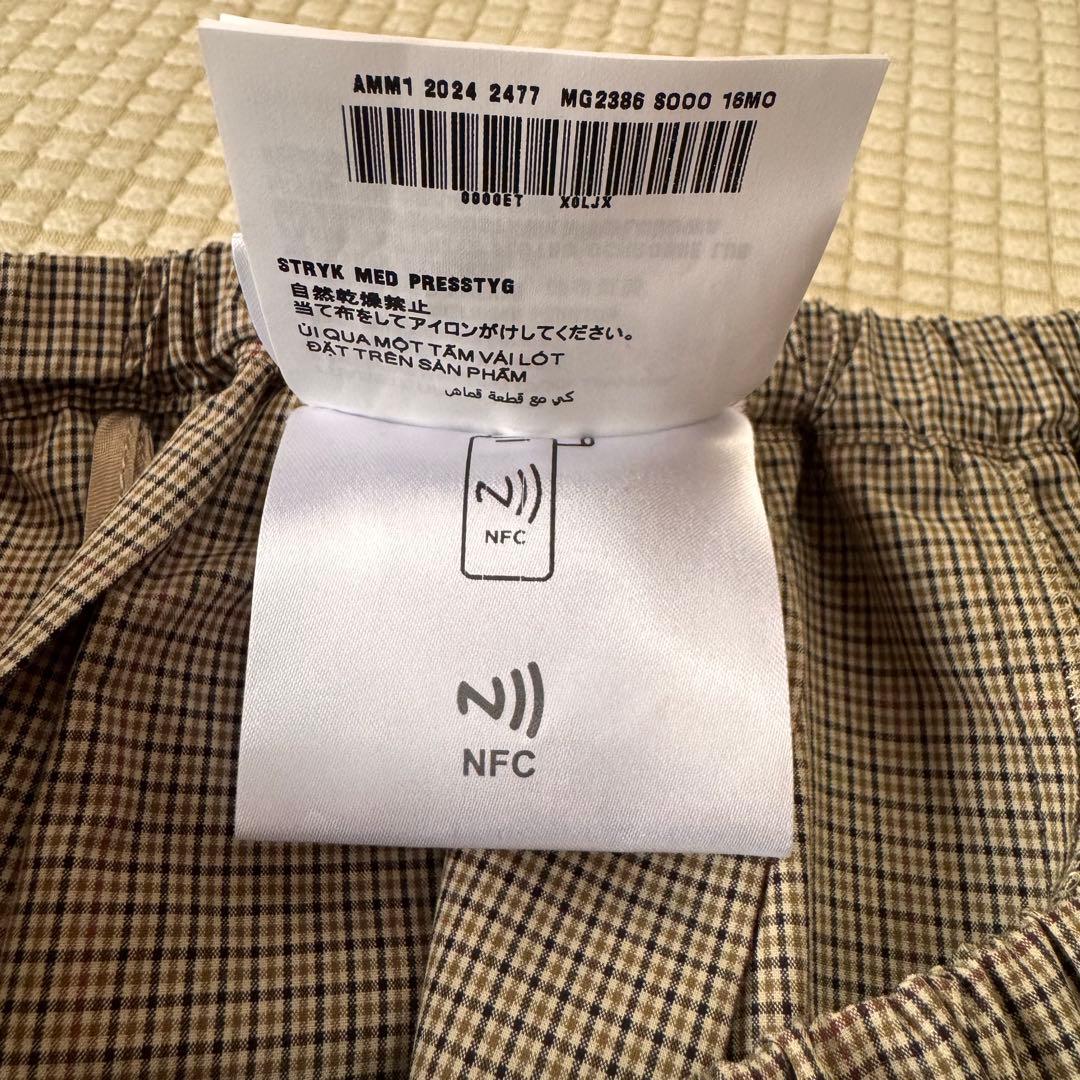 AMM1 2024 2477 MG2386 S000 16MO
0000ET X0LJX
STRYK MED PRESSTYG
自然乾燥禁止
当て布をしてアイロンがけしてください。
ỦI QUA MỘT TẤM VẢI LÓT
ĐẶT TRÊN SẢN PHẨM
كي مع قطعة قماش
NFC
NFC